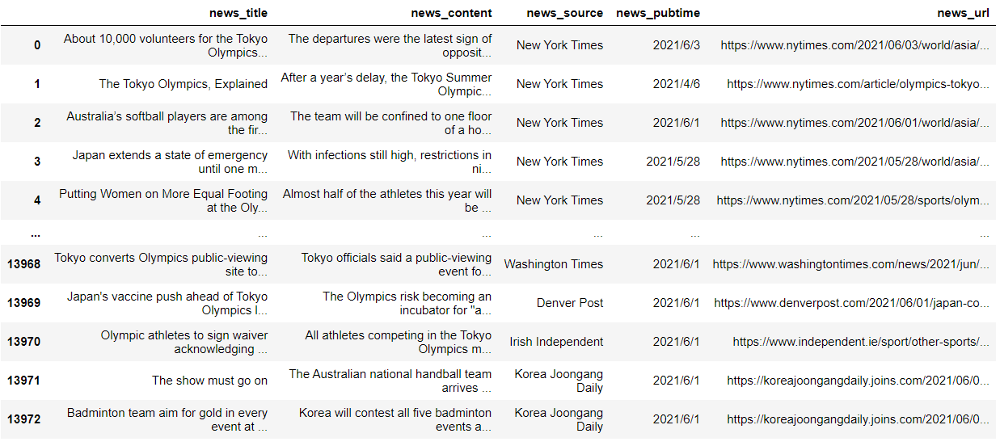 news_title news_content news_source news_pubtime news_url
0 About 10,000 volunteers for the Tokyo Olympics... The departures were the latest sign of opposit... New York Times 2021/6/3 https://www.nytimes.com/2021/06/03/world/asia/...
1 The Tokyo Olympics, Explained After a year’s delay, the Tokyo Summer Olympic... New York Times 2021/4/6 https://www.nytimes.com/article/olympics-tokyo...
2 Australia’s softball players are among the fir... The team will be confined to one floor of a ho... New York Times 2021/6/1 https://www.nytimes.com/2021/06/01/world/asia/...
3 Japan extends a state of emergency until one m... With infections still high, restrictions in ni... New York Times 2021/5/28 https://www.nytimes.com/2021/05/28/world/asia/...
4 Putting Women on More Equal Footing at the Oly... Almost half of the athletes this year will be ... New York Times 2021/5/28 https://www.nytimes.com/2021/05/28/sports/olym...
... ... ... ... ... ...
13968 Tokyo converts Olympics public-viewing site to... Tokyo officials said a public-viewing event fo... Washington Times 2021/6/1 https://www.washingtontimes.com/news/2021/jun/...
13969 Japan's vaccine push ahead of Tokyo Olympics l... The Olympics risk becoming an incubator for "a... Denver Post 2021/6/1 https://www.denverpost.com/2021/06/01/japan-co...
13970 Olympic athletes to sign waiver acknowledging ... All athletes competing in the Tokyo Olympics m... Irish Independent 2021/6/1 https://www.independent.ie/sport/other-sports/...
13971 The show must go on The Australian national handball team arrives ... Korea Joongang Daily 2021/6/1 https://koreajoongangdaily.joins.com/2021/06/0...
13972 Badminton team aim for gold in every event at ... Korea will contest all five badminton events a... Korea Joongang Daily 2021/6/1 https://koreajoongangdaily.joins.com/2021/06/0...